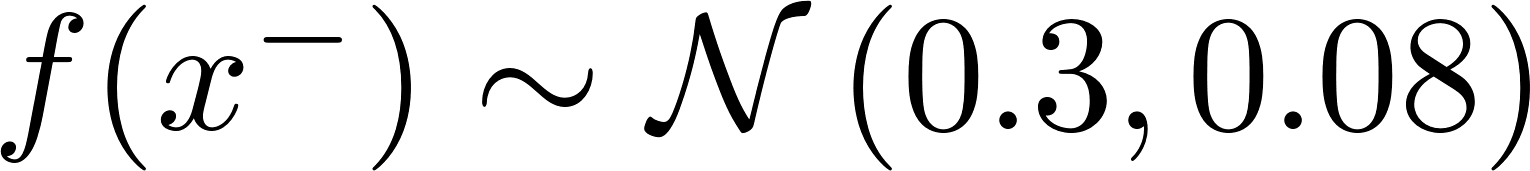 f(x⁻) ∼ 𝒩(0.3, 0.08)